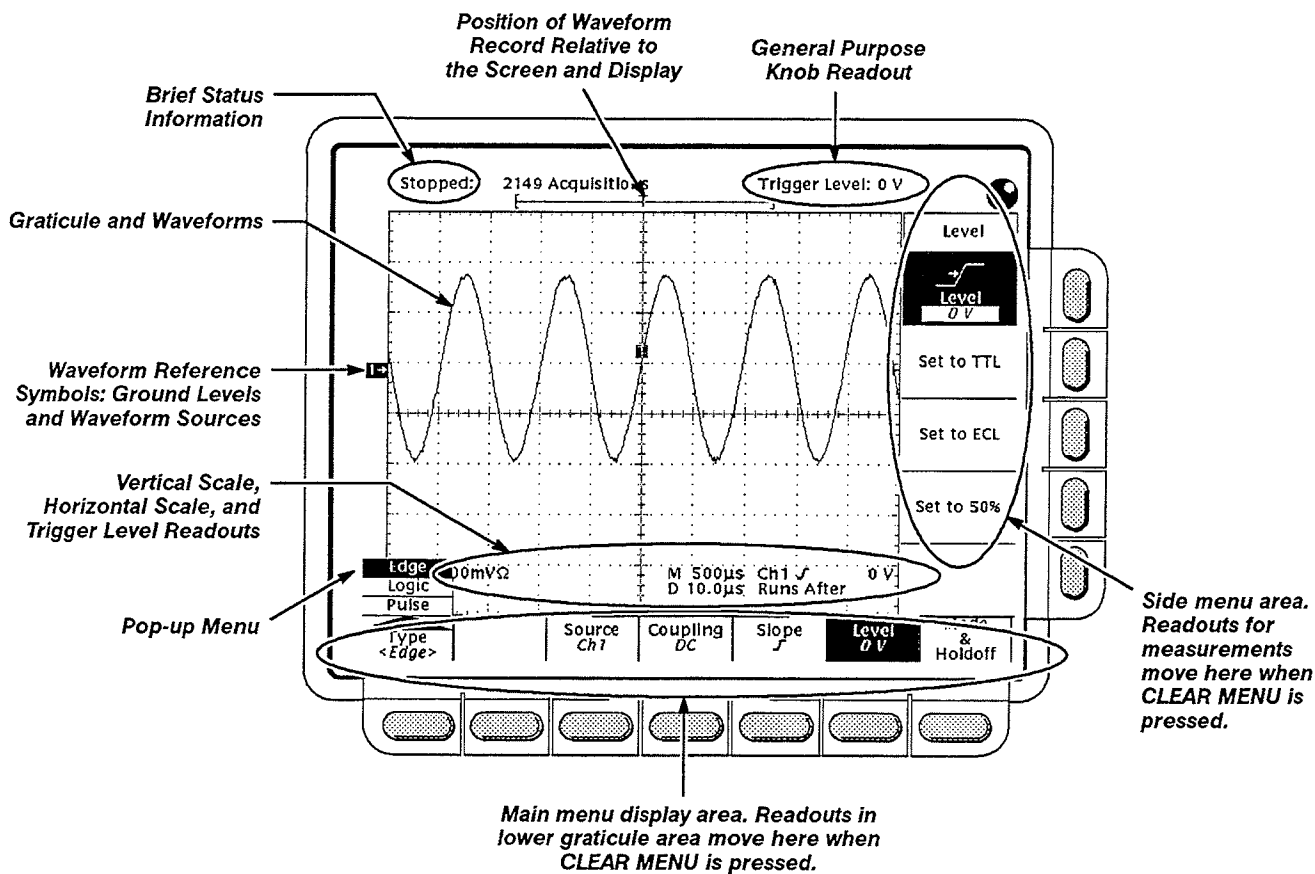 Position of Waveform
Record Relative to
the Screen and Display
General Purpose
Knob Readout
Brief Status
Information
Stopped:
2149 Acquisitions
Trigger Level: 0 V
Graticule and Waveforms
Level
Level
0 V
Waveform Reference
Symbols: Ground Levels
and Waveform Sources
Set to TTL
Set to ECL
Set to 50%
Vertical Scale,
Horizontal Scale, and
Trigger Level Readouts
Pop-up Menu
Edge
Logic
Pulse
00mVΩ
M 500µs Ch1 0 V
D 10.0µs Runs After
Type
<Edge>
Source
Ch1
Coupling
DC
Slope
Level
0 V
&
Holdoff
Side menu area.
Readouts for
measurements
move here when
CLEAR MENU is
pressed.
Main menu display area. Readouts in
lower graticule area move here when
CLEAR MENU is pressed.